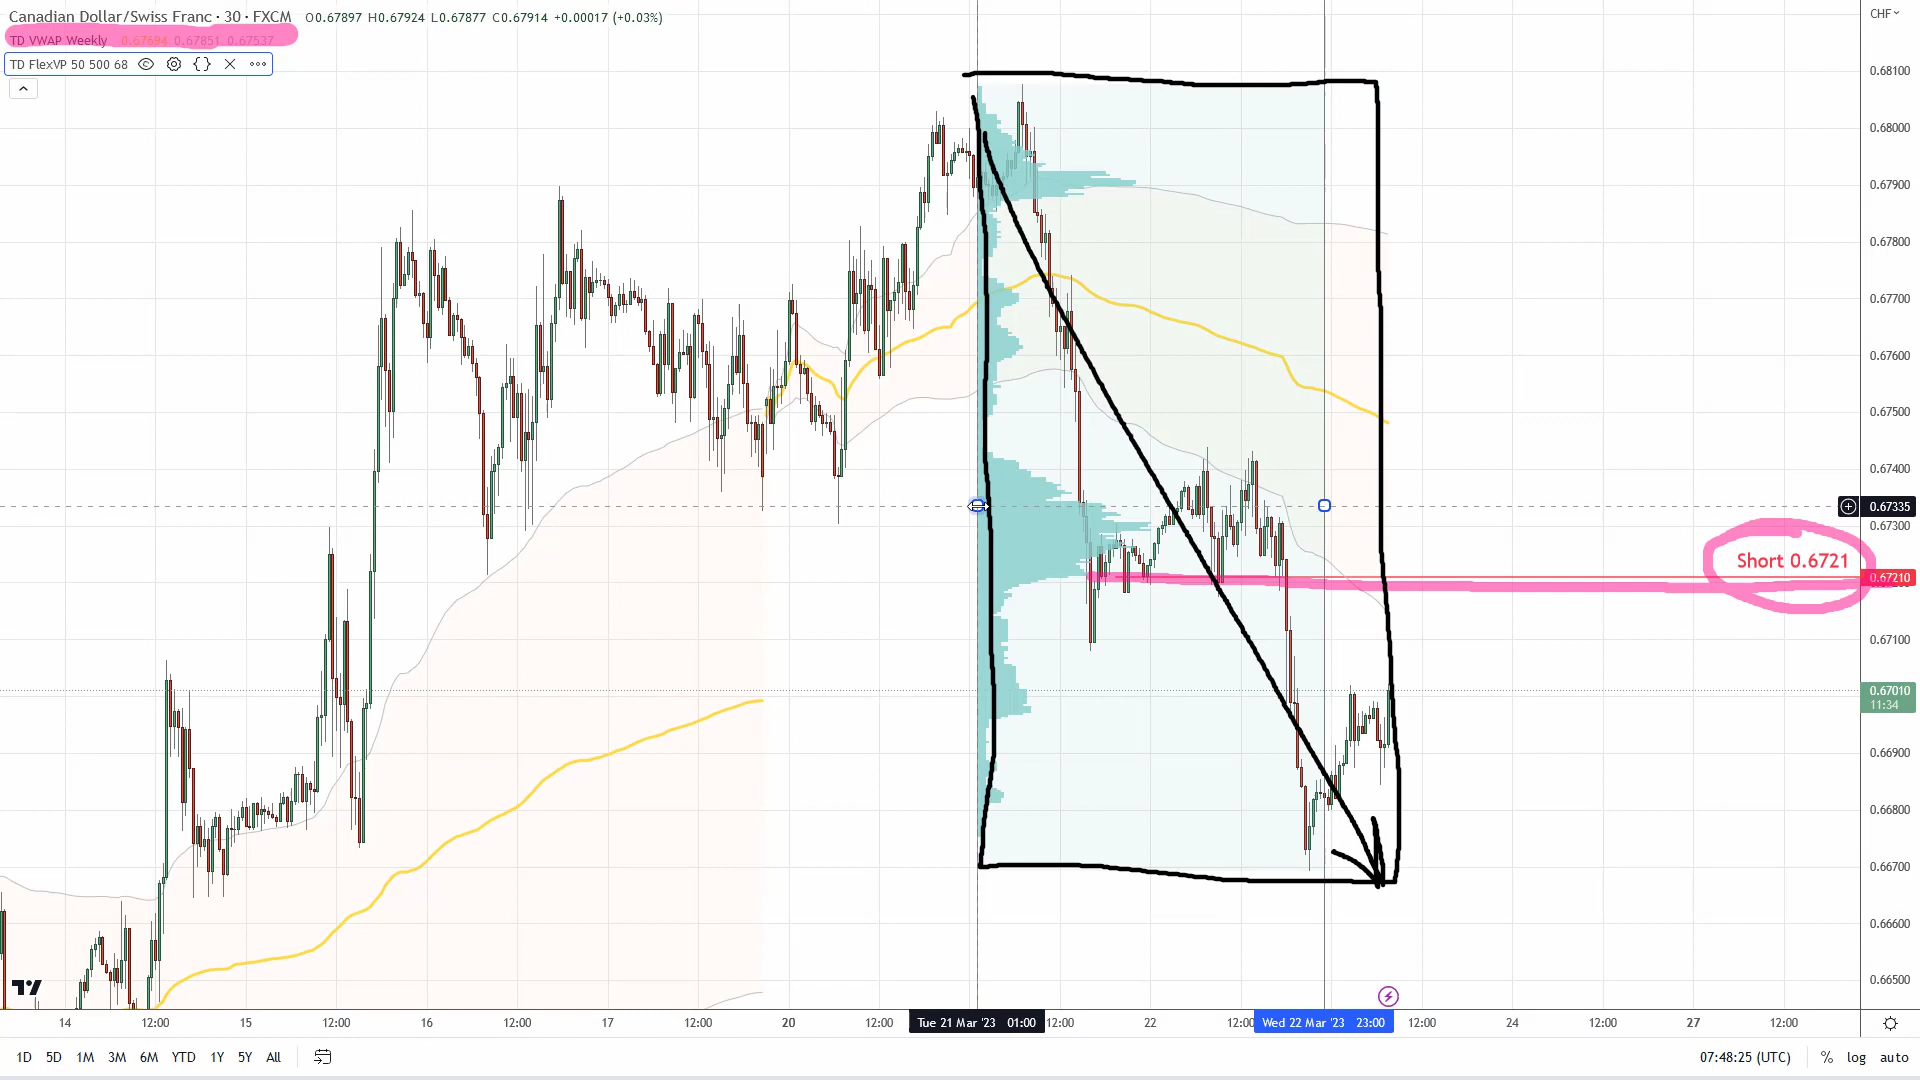 Canadian Dollar/Swiss Franc · 30 · FXCM O0.67897 H0.67924 L0.67877 C0.67914 +0.00017 (+0.03%)
CHF
TD VWAP Weekly 0.67694 0.67851 0.67537
TD FlexVP 50 500 68
0.68100
0.68000
0.67900
0.67800
0.67700
0.67600
0.67500
0.67400
0.67335
0.67300
Short 0.6721
0.67210
0.67100
0.67010
11:34
0.66900
0.66800
0.66700
0.66600
0.66500
14 12:00 15 12:00 16 12:00 17 12:00 20 12:00 Tue 21 Mar '23 01:00 12:00 22 12:00 Wed 22 Mar '23 23:00 12:00 24 12:00 27 12:00
1D 5D 1M 3M 6M YTD 1Y 5Y All 07:48:25 (UTC) % log auto